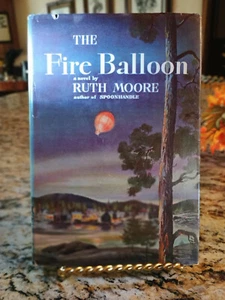 THE
Fire Balloon
a novel by
RUTH MOORE
author of SPOONHANDLE